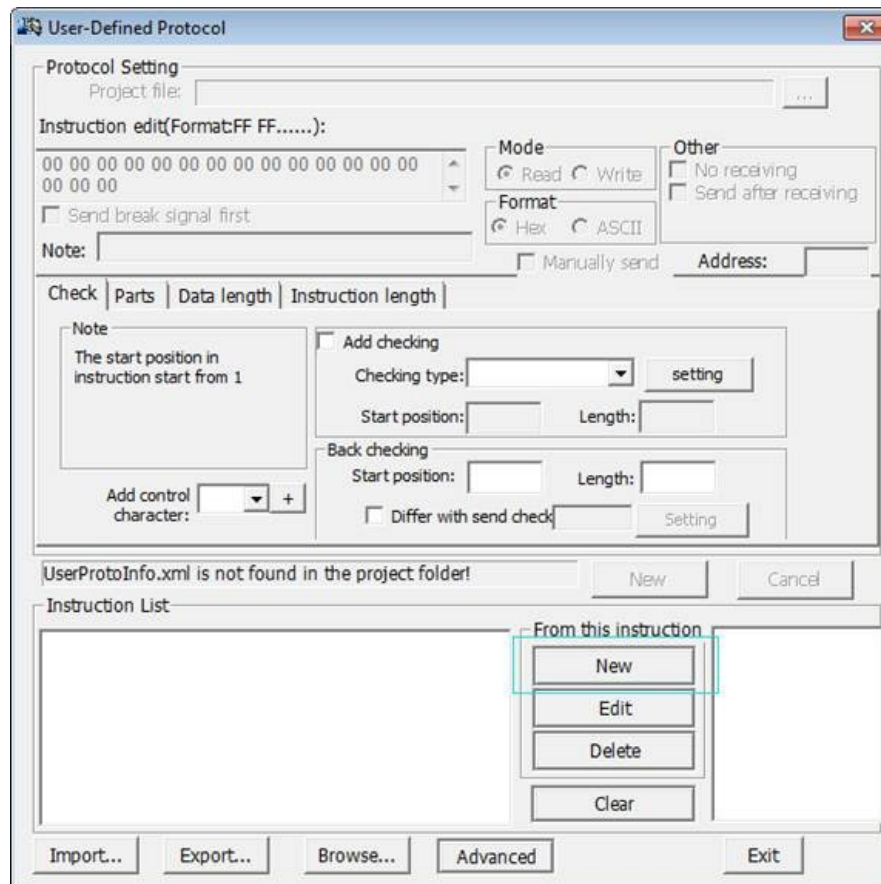 User-Defined Protocol
Protocol Setting
Project file:
...
Instruction edit(Format:FF FF......):
00 00 00 00 00 00 00 00 00 00 00 00 00 00
00 00 00
Mode
Read Write
Other
No receiving
Send after receiving
Send break signal first
Format
Hex ASCII
Note:
Manually send Address:
Check Parts Data length Instruction length
Note
The start position in
instruction start from 1
Add control
character:
+
Add checking
Checking type: setting
Start position: Length:
Back checking
Start position: Length:
Differ with send check Setting
UserProtoInfo.xml is not found in the project folder! New Cancel
Instruction List
From this instruction
New
Edit
Delete
Clear
Import... Export... Browse... Advanced Exit